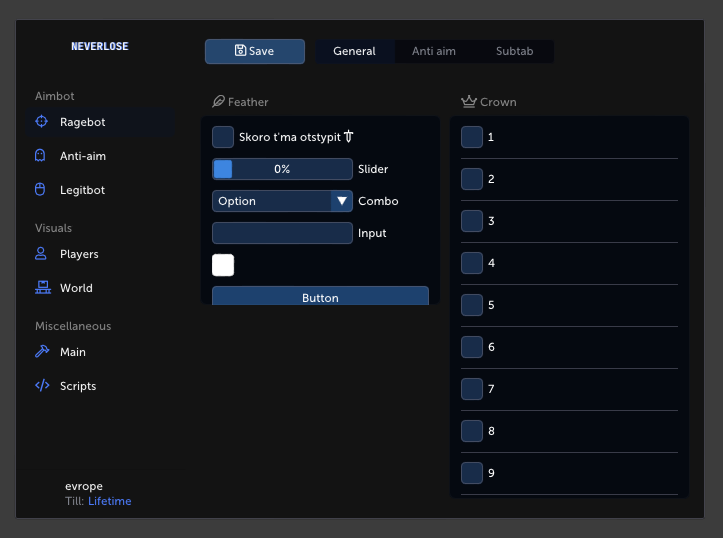 NEVERLOSE
Save
General
Anti aim
Subtab
Aimbot
Ragebot
Anti-aim
Legitbot
Visuals
Players
World
Miscellaneous
Main
Scripts
evrope
Till: Lifetime
Feather
Skoro t'ma otstypit
0% Slider
Option Combo
Input
Button
Crown
1
2
3
4
5
6
7
8
9